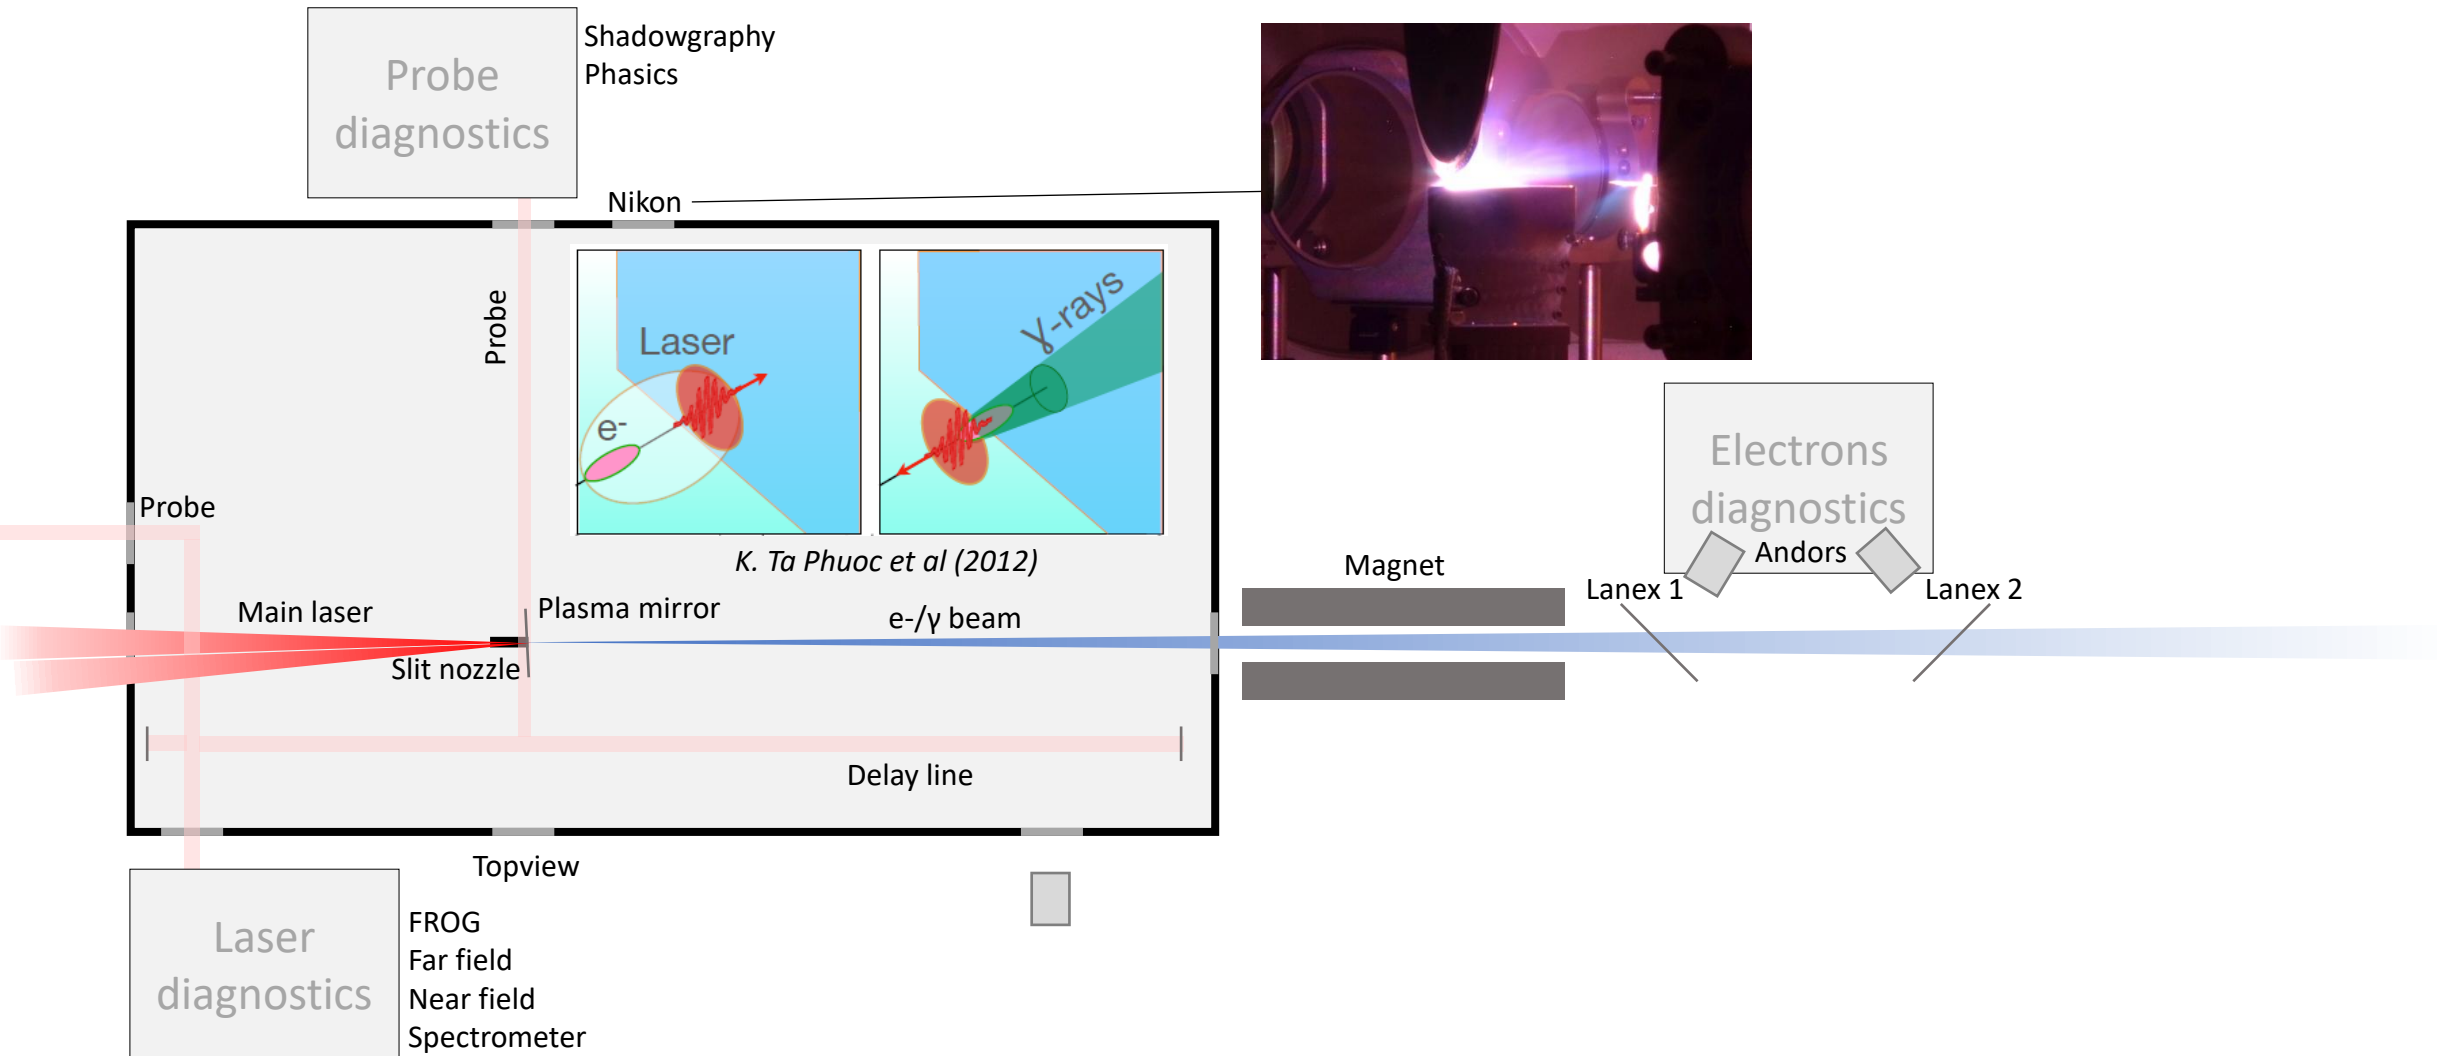 Probe
diagnostics
Shadowgraphy
Phasics
Nikon
Probe
Laser
e-
γ-rays
K. Ta Phuoc et al (2012)
Probe
Main laser
Plasma mirror
Slit nozzle
e-/γ beam
Delay line
Magnet
Electrons
diagnostics
Andors
Lanex 1
Lanex 2
Topview
Laser
diagnostics
FROG
Far field
Near field
Spectrometer